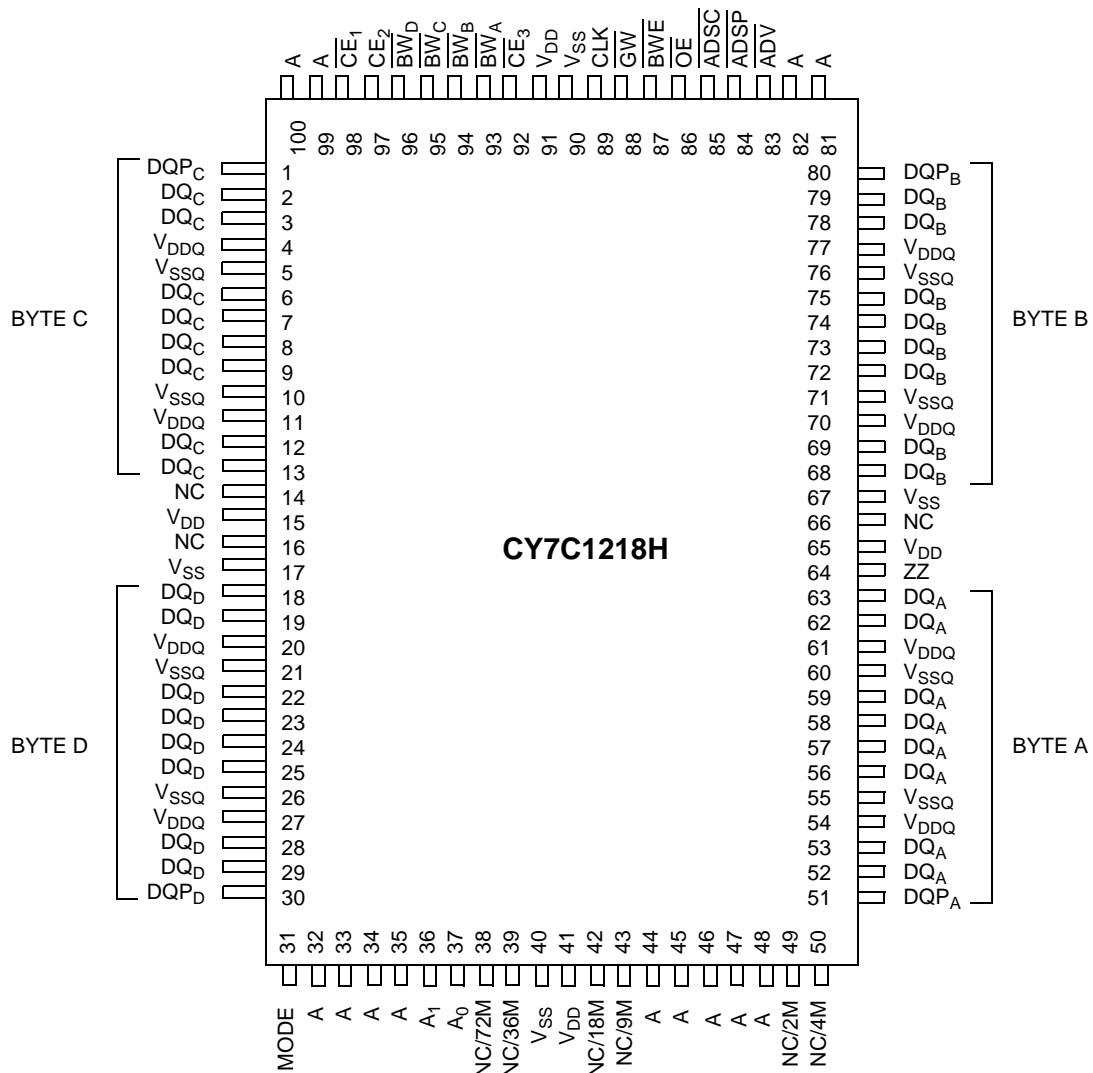 A A CE1 CE2 BWD BWC BWB BWA CE3 VDD VSS CLK GW BWE OE ADSC ADSP ADV A A
100 99 98 97 96 95 94 93 92 91 90 89 88 87 86 85 84 83 82 81
BYTE C
DQPC 1
DQC 2
DQC 3
VDDQ 4
VSSQ 5
DQC 6
DQC 7
DQC 8
DQC 9
VSSQ 10
VDDQ 11
DQC 12
DQC 13
NC 14
VDD 15
NC 16
VSS 17
BYTE D
DQD 18
DQD 19
VDDQ 20
VSSQ 21
DQD 22
DQD 23
DQD 24
DQD 25
VSSQ 26
VDDQ 27
DQD 28
DQD 29
DQPD 30
CY7C1218H
80 DQPB
79 DQB
78 DQB
77 VDDQ
76 VSSQ
75 DQB
74 DQB
73 DQB
72 DQB
71 VSSQ
70 VDDQ
69 DQB
68 DQB
BYTE B
67 VSS
66 NC
65 VDD
64 ZZ
63 DQA
62 DQA
61 VDDQ
60 VSSQ
59 DQA
58 DQA
57 DQA
56 DQA
55 VSSQ
54 VDDQ
53 DQA
52 DQA
51 DQPA
BYTE A
31 32 33 34 35 36 37 38 39 40 41 42 43 44 45 46 47 48 49 50
MODE A A A A A1 A0 NC/72M NC/36M VSS VDD NC/18M NC/9M A A A A A NC/2M NC/4M